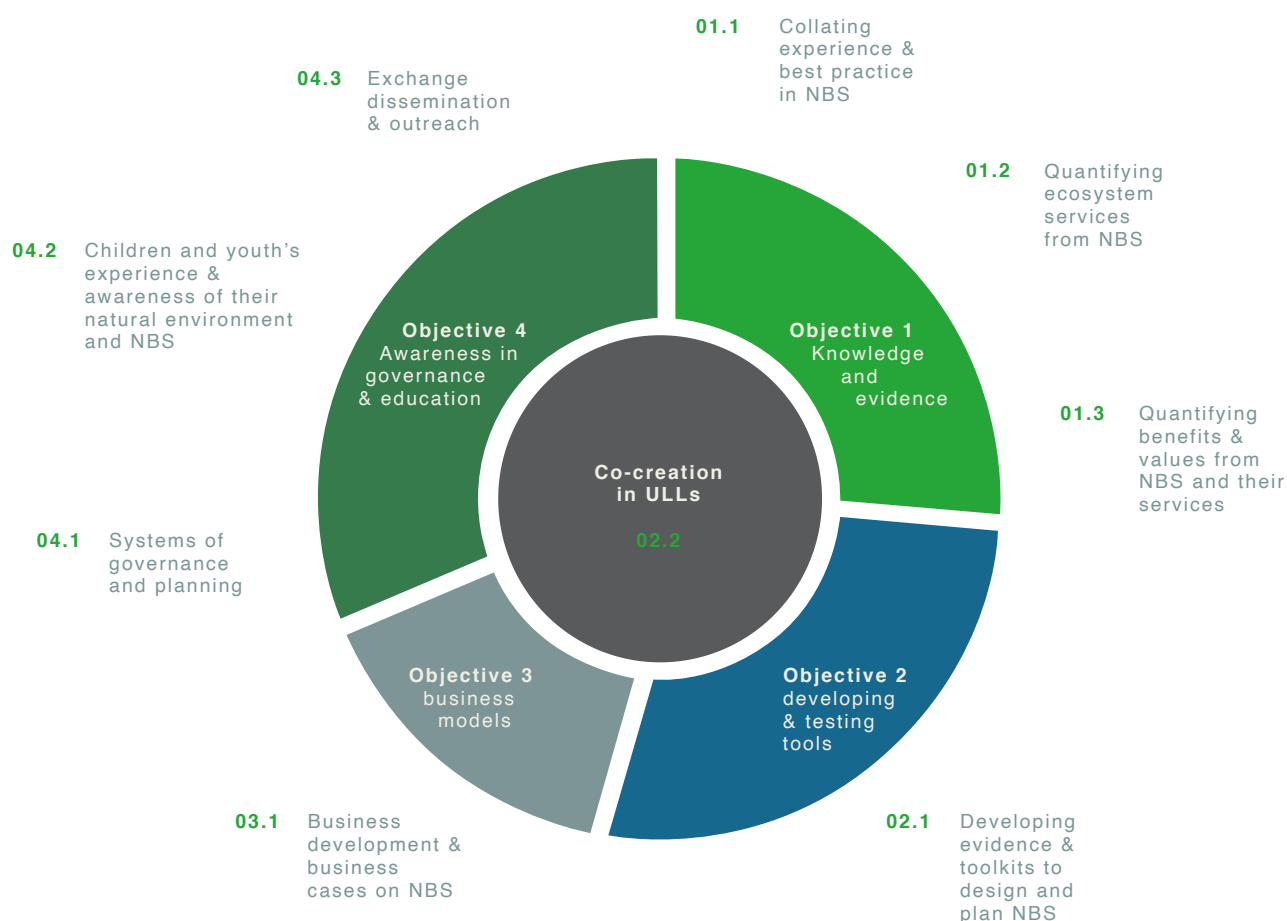 01.1 Collating
experience &
best practice
in NBS
01.2 Quantifying
ecosystem
services
from NBS
01.3 Quantifying
benefits &
values from
NBS and their
services
02.1 Developing
evidence &
toolkits to
design and
plan NBS
03.1 Business
development &
business
cases on NBS
04.1 Systems of
governance
and planning
04.2 Children and youth's
experience &
awareness of their
natural environment
and NBS
04.3 Exchange
dissemination
& outreach
Objective 1
Knowledge
and
evidence
Objective 2
developing
& testing
tools
Objective 3
business
models
Objective 4
Awareness in
governance
& education
Co-creation
in ULLs
02.2